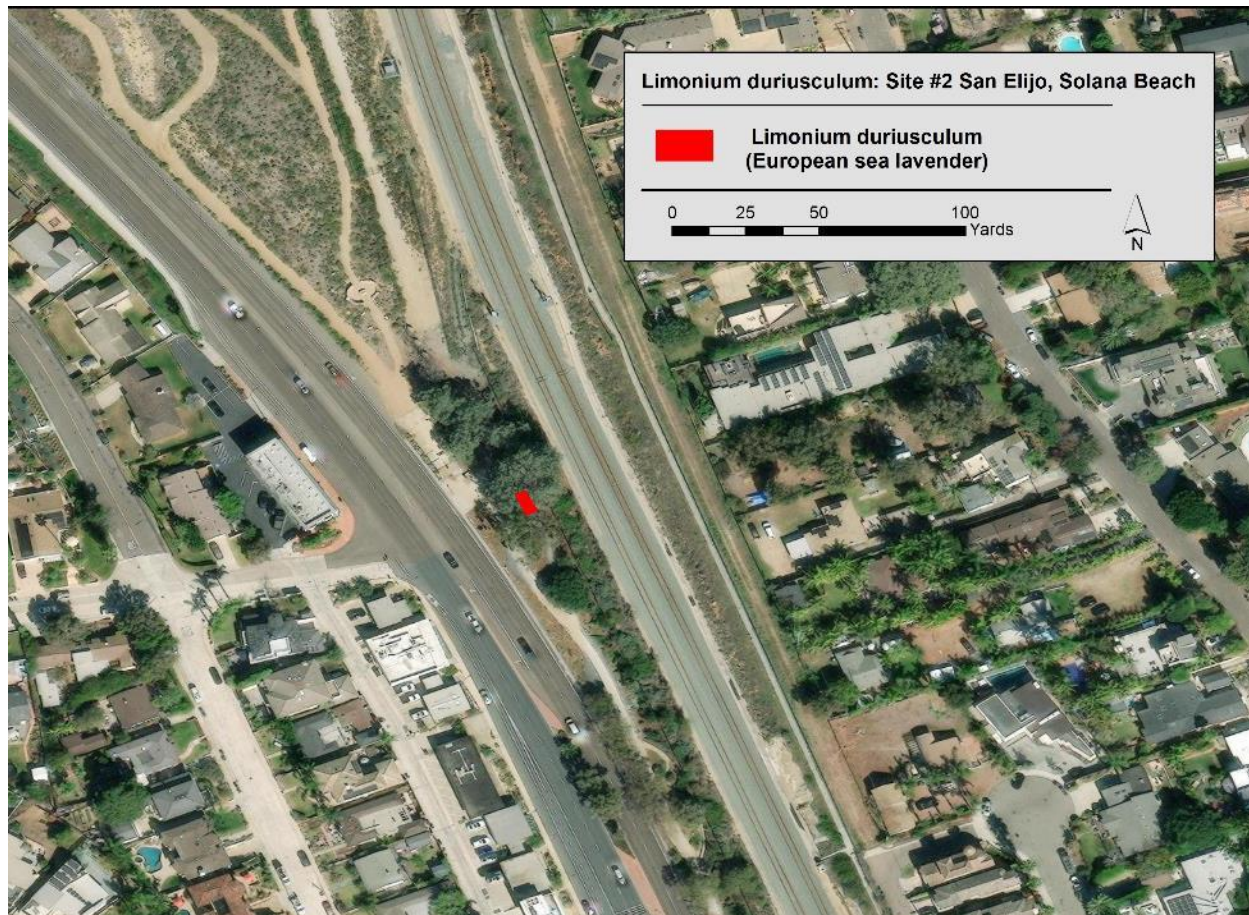 Limonium duriusculum: Site #2 San Elijo, Solana Beach
Limonium duriusculum
(European sea lavender)
0 25 50 100
Yards
N